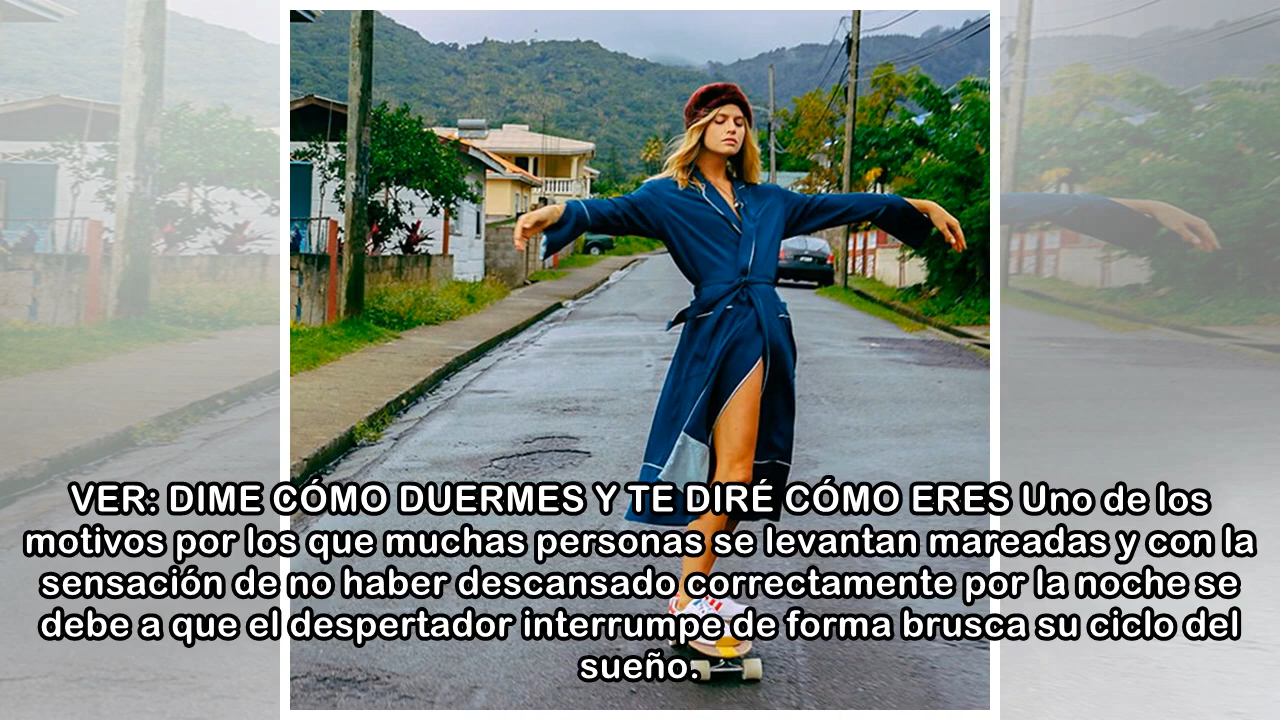 VER: DIME CÓMO DUERMES Y TE DIRÉ CÓMO ERES Uno de los
motivos por los que muchas personas se levantan mareadas y con la
sensación de no haber descansado correctamente por la noche se
debe a que el despertador interrumpe de forma brusca su ciclo del
sueño.